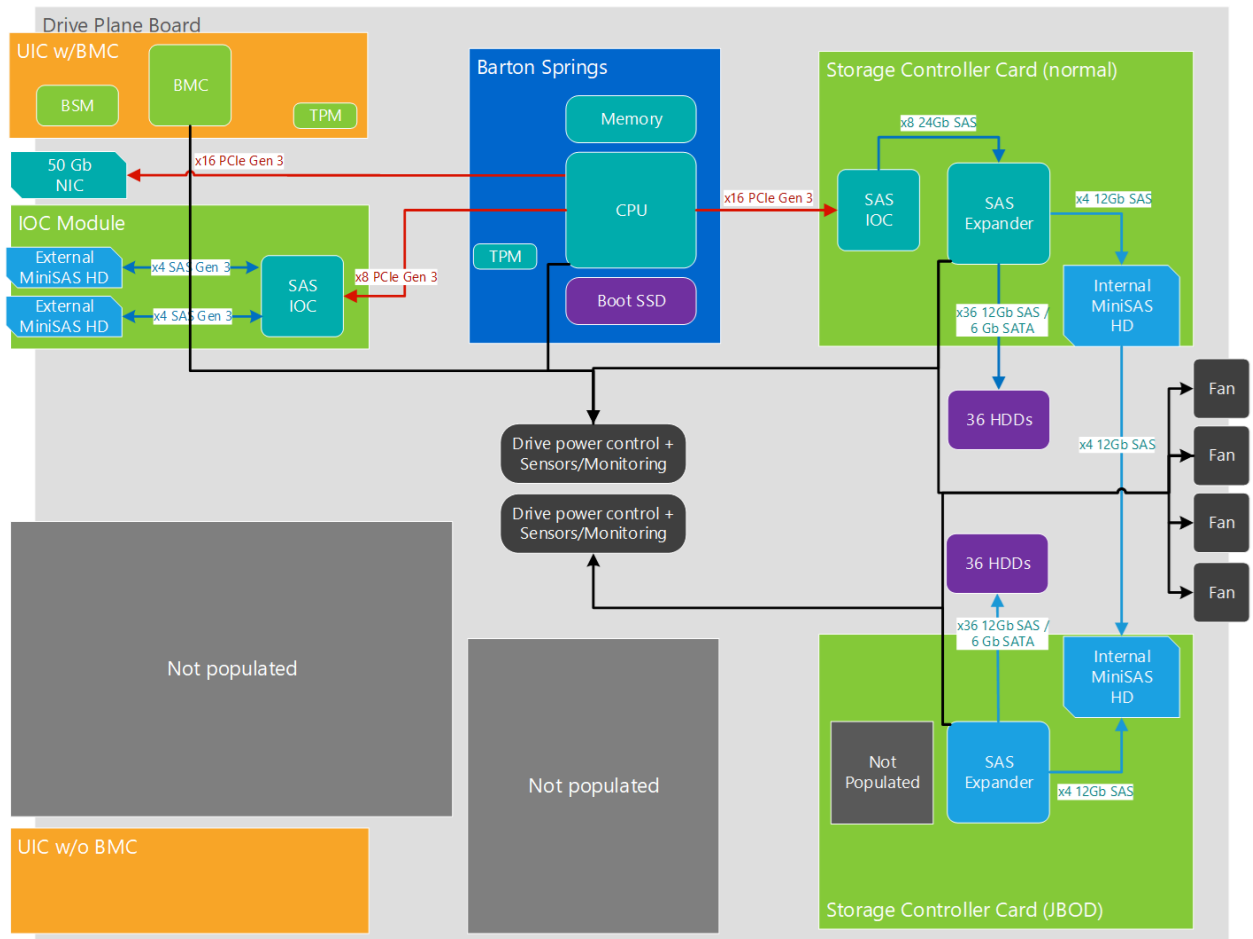 Drive Plane Board
UIC w/BMC
BMC
BSM
TPM
50 Gb
NIC
x16 PCIe Gen 3
IOC Module
External
MiniSAS HD
x4 SAS Gen 3
External
MiniSAS HD
x4 SAS Gen 3
SAS
IOC
x8 PCIe Gen 3
Barton Springs
Memory
CPU
TPM
Boot SSD
x16 PCIe Gen 3
Storage Controller Card (normal)
x8 24Gb SAS
SAS
IOC
SAS
Expander
x4 12Gb SAS
Internal
MiniSAS
HD
x36 12Gb SAS /
6 Gb SATA
36 HDDs
x4 12Gb SAS
Fan
Fan
Fan
Fan
Drive power control +
Sensors/Monitoring
Drive power control +
Sensors/Monitoring
36 HDDs
x36 12Gb SAS /
6 Gb SATA
Internal
MiniSAS
HD
Not
Populated
SAS
Expander
x4 12Gb SAS
Storage Controller Card (JBOD)
Not populated
Not populated
UIC w/o BMC